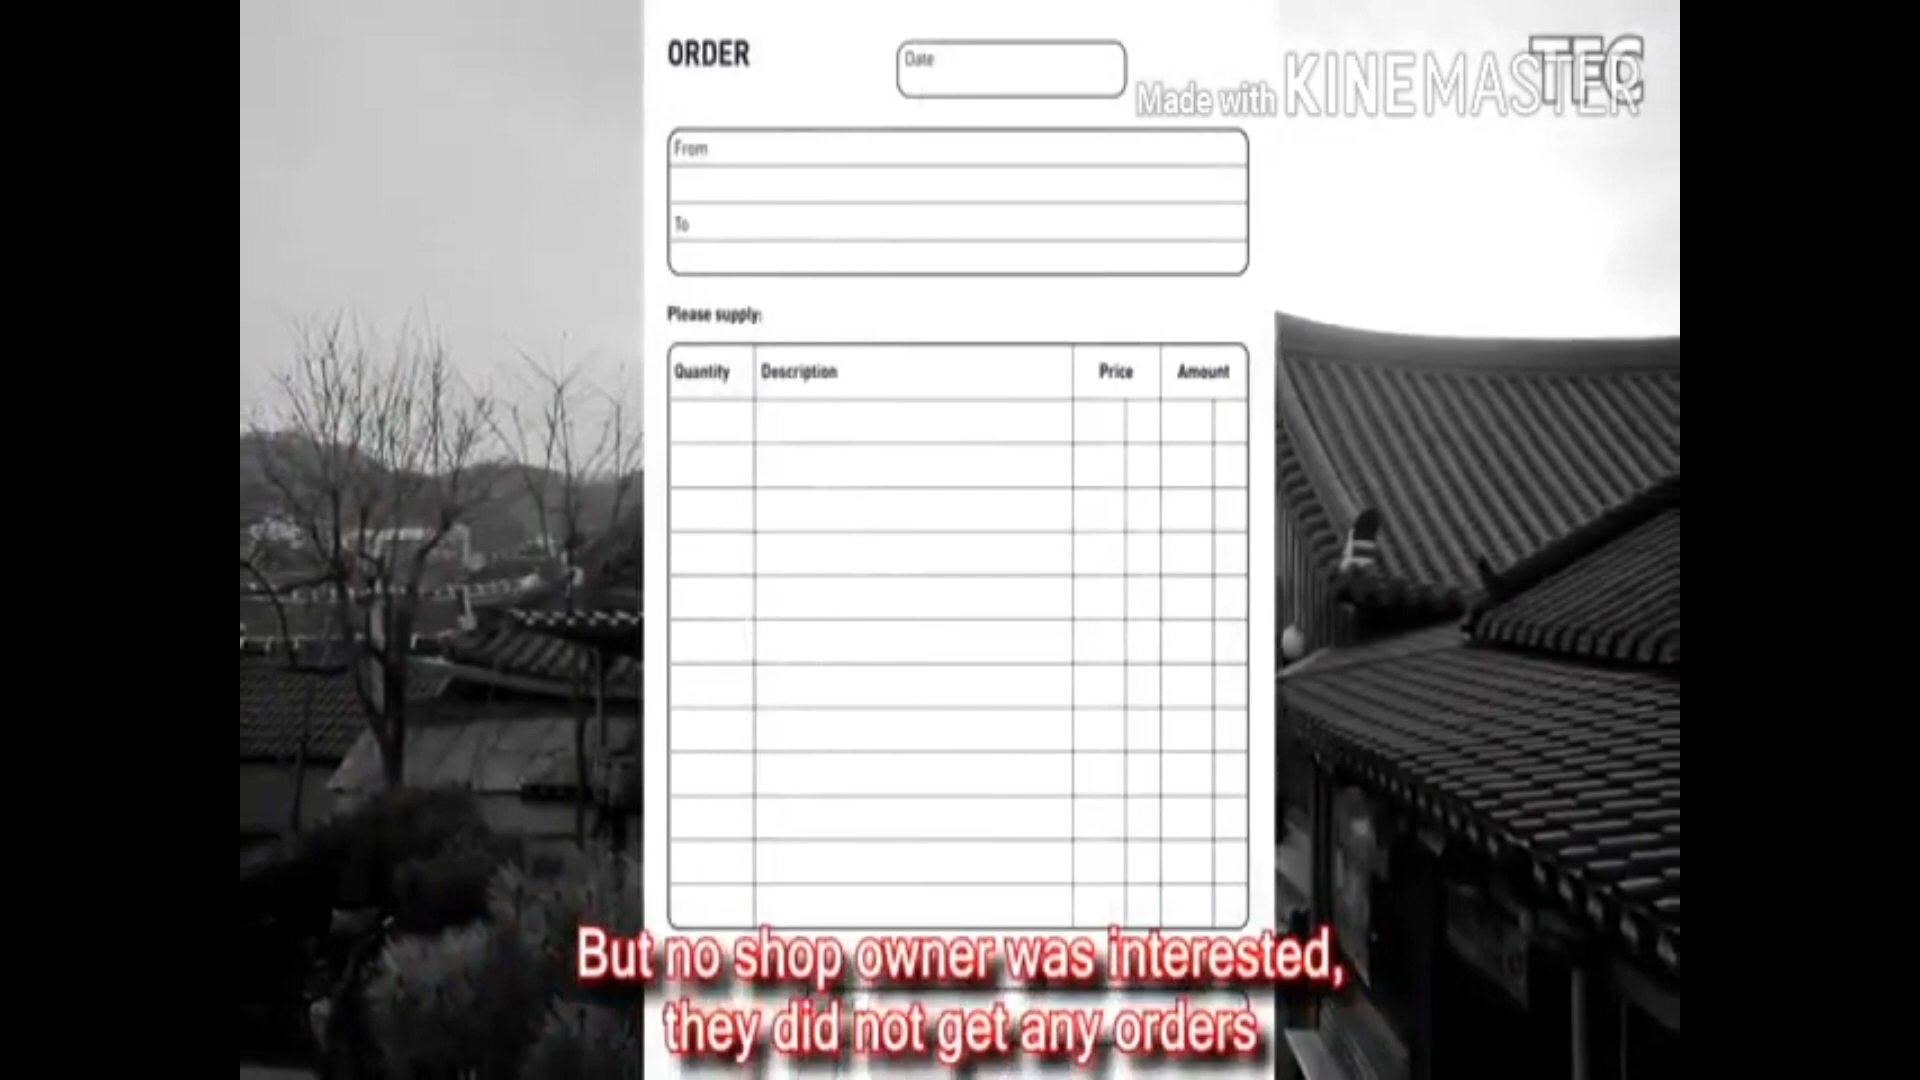 ORDER
Date
TEC
Made with KINEMASTER
From
To
Please supply:
Quantity Description Price Amount
But no shop owner was interested,
they did not get any orders